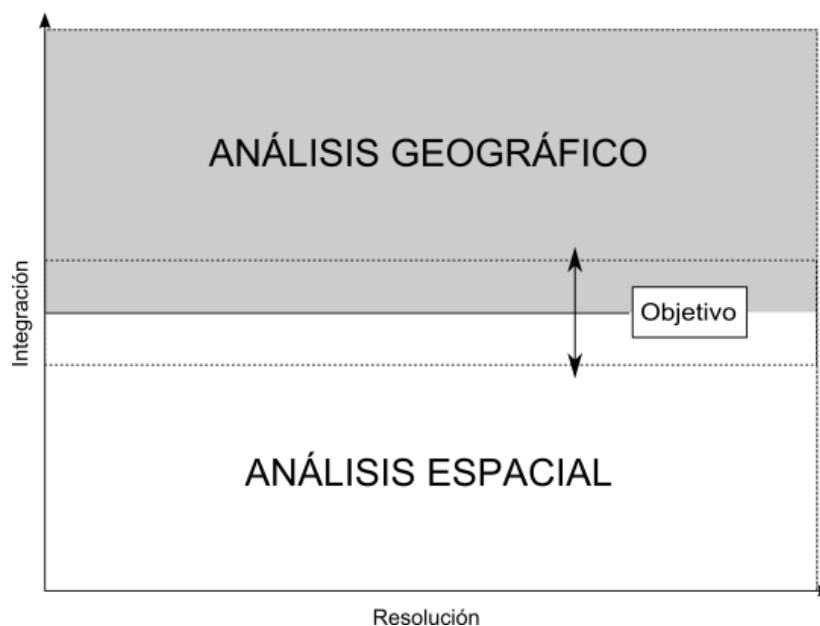 ANÁLISIS GEOGRÁFICO
Integración
Objetivo
ANÁLISIS ESPACIAL
Resolución